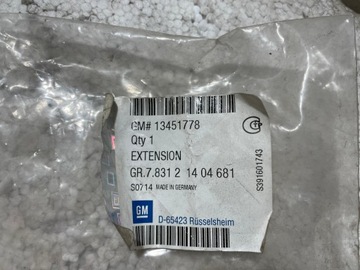 GM# 13451778
Qty 1
EXTENSION
GR.7.831 2 14 04 681
S0214 MADE IN GERMANY
GM
D-65423 Rüsselsheim
S391601743